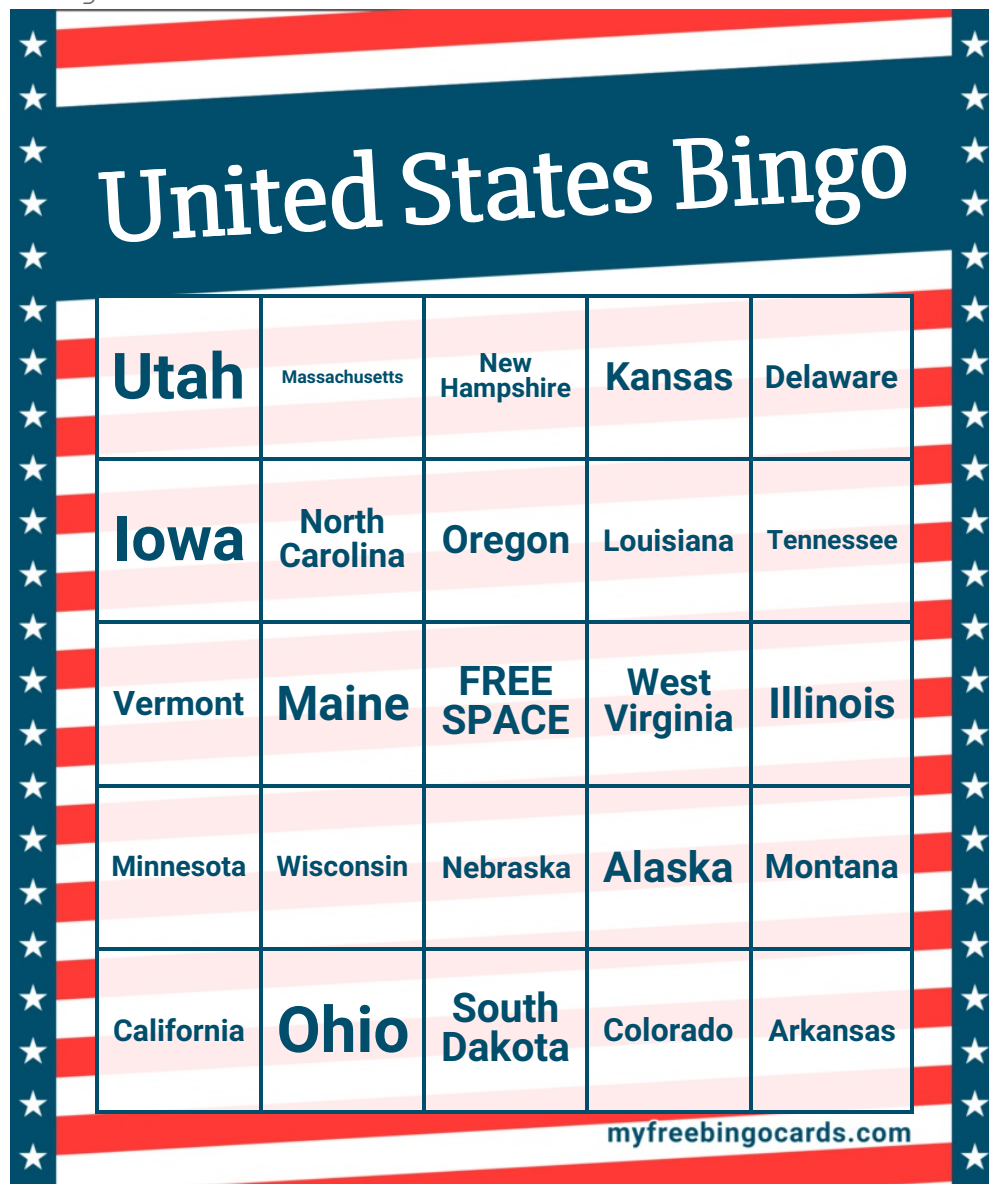 United States Bingo
Utah
Massachusetts
New
Hampshire
Kansas
Delaware
Iowa
North
Carolina
Oregon
Louisiana
Tennessee
Vermont
Maine
FREE
SPACE
West
Virginia
Illinois
Minnesota
Wisconsin
Nebraska
Alaska
Montana
California
Ohio
South
Dakota
Colorado
Arkansas
myfreebingocards.com